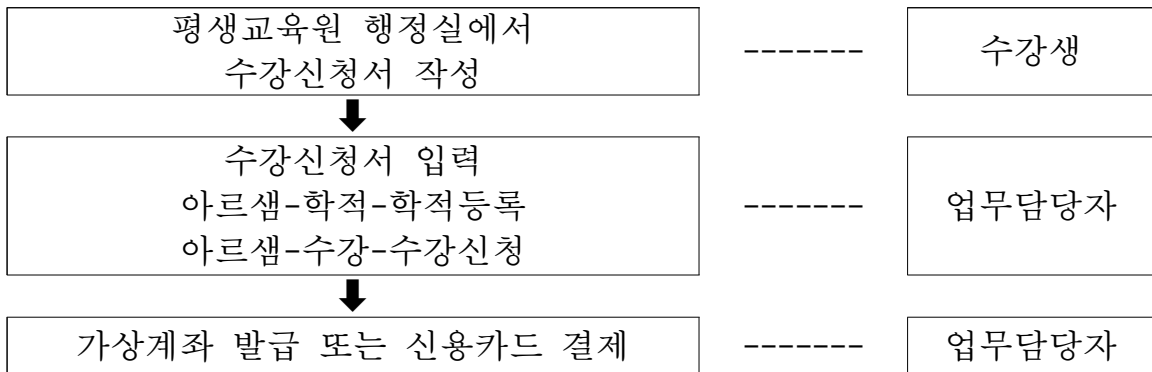 평생교육원 행정실에서
수강신청서 작성
-------
수강생
수강신청서 입력
아르샘-학적-학적등록
아르샘-수강-수강신청
-------
업무담당자
가상계좌 발급 또는 신용카드 결제
-------
업무담당자